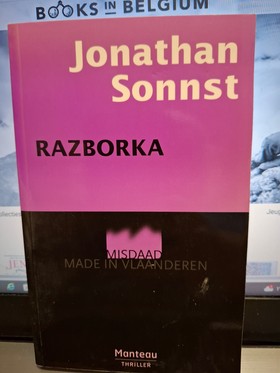 BOOKS IN BELGIUM
Jonathan
Sonnst
RAZBORKA
MISDAAD
MADE IN VLAANDEREN
Manteau
THRILLER